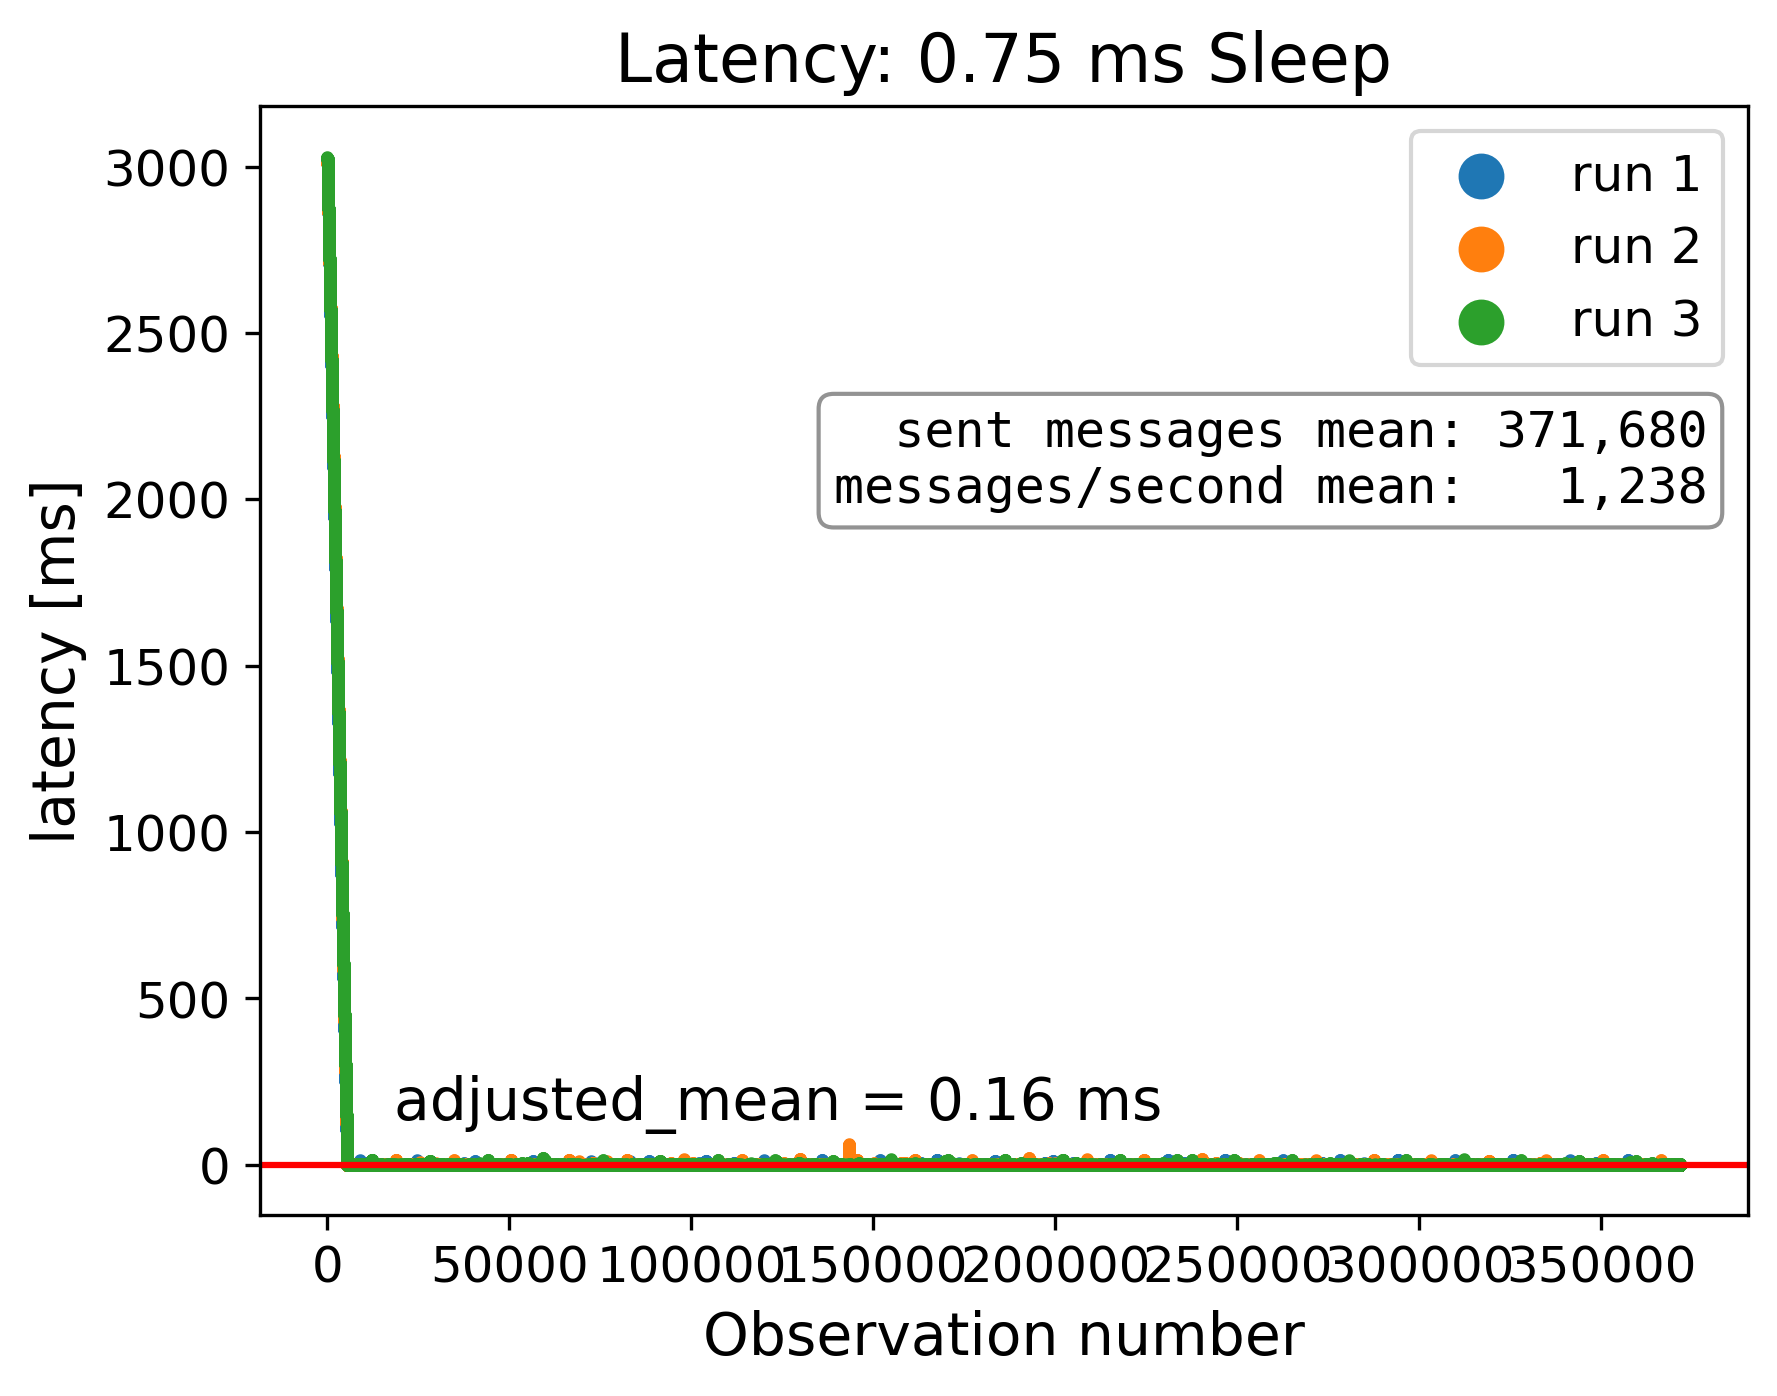 Latency: 0.75 ms Sleep
run 1
run 2
run 3
sent messages mean: 371,680
messages/second mean: 1,238
latency [ms]
3000
2500
2000
1500
1000
500
0
adjusted_mean = 0.16 ms
0 50000 100000 150000 200000 250000 300000 350000
Observation number